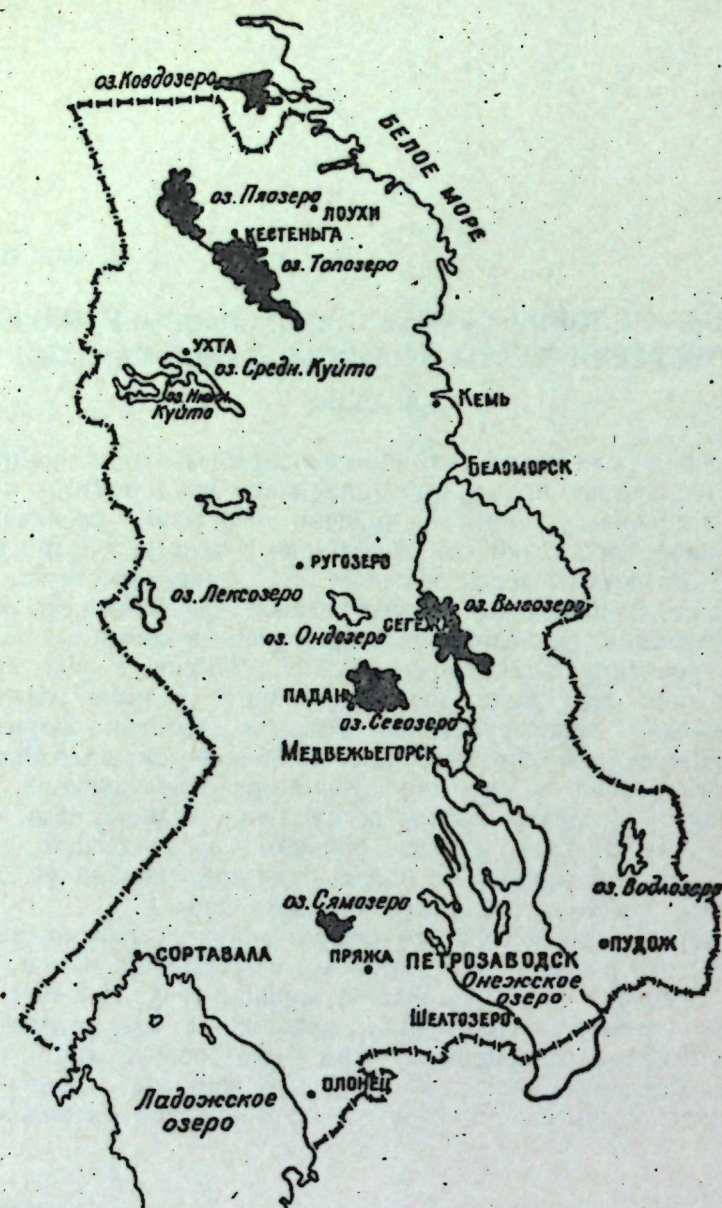 оз. Ковдозеро
БЕЛОЕ МОРЕ
оз. Пяозеро
ЛОУХИ
КЕСТЕНЬГА
оз. Топозеро
УХТА
оз. Средн. Куйто
оз. Нижн.
Куйто
КЕМЬ
БЕЛОМОРСК
РУГОЗЕРО
оз. Лексозеро
оз. Выгозеро
СЕГЕЖА
оз. Ондозеро
ПАДАНЫ
оз. Сегозеро
МЕДВЕЖЬЕГОРСК
оз. Водлозеро
оз. Сямозеро
СОРТАВАЛА
ПРЯЖА
ПЕТРОЗАВОДСК
ПУДОЖ
Онежское
озеро
ШЕЛТОЗЕРО
ОЛОНЕЦ
Ладожское
озеро